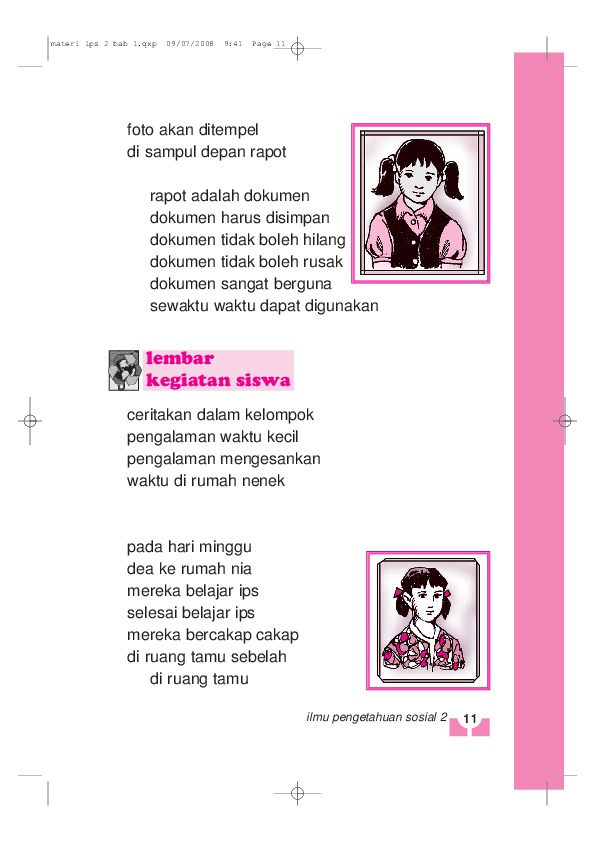 materi ips 2 bab 1.qxp  09/07/2008  9:41  Page 11
foto akan ditempel
di sampul depan rapot
rapot adalah dokumen
dokumen harus disimpan
dokumen tidak boleh hilang
dokumen tidak boleh rusak
dokumen sangat berguna
sewaktu waktu dapat digunakan
lembar
kegiatan siswa
ceritakan dalam kelompok
pengalaman waktu kecil
pengalaman mengesankan
waktu di rumah nenek
pada hari minggu
dea ke rumah nia
mereka belajar ips
selesai belajar ips
mereka bercakap cakap
di ruang tamu sebelah
di ruang tamu
ilmu pengetahuan sosial 2 11